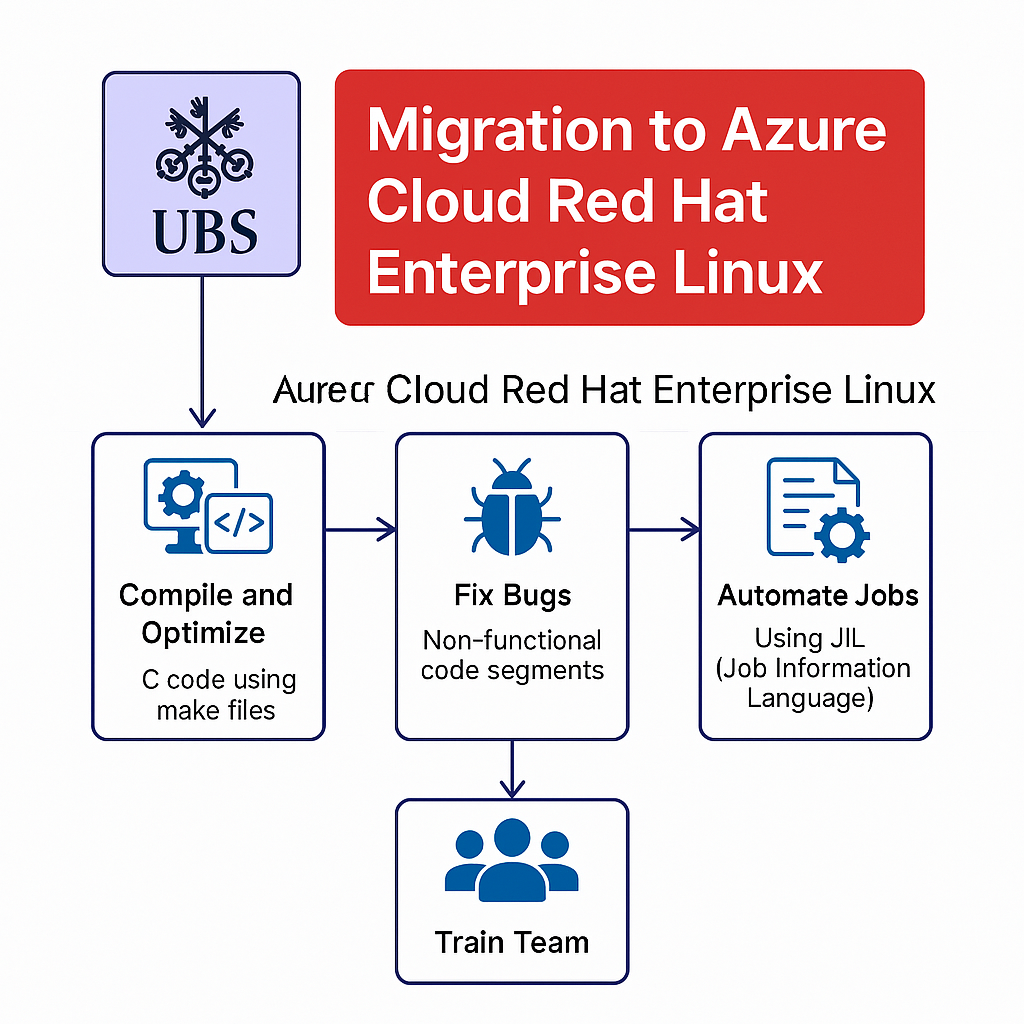 UBS
Migration to Azure
Cloud Red Hat
Enterprise Linux
Cloud Red Hat Enterprise Linux
</>
Compile and
Optimize
C code using
make files
Fix Bugs
Non-functional
code segments
Automate Jobs
Using JIL
(Job Information
Language)
Train Team